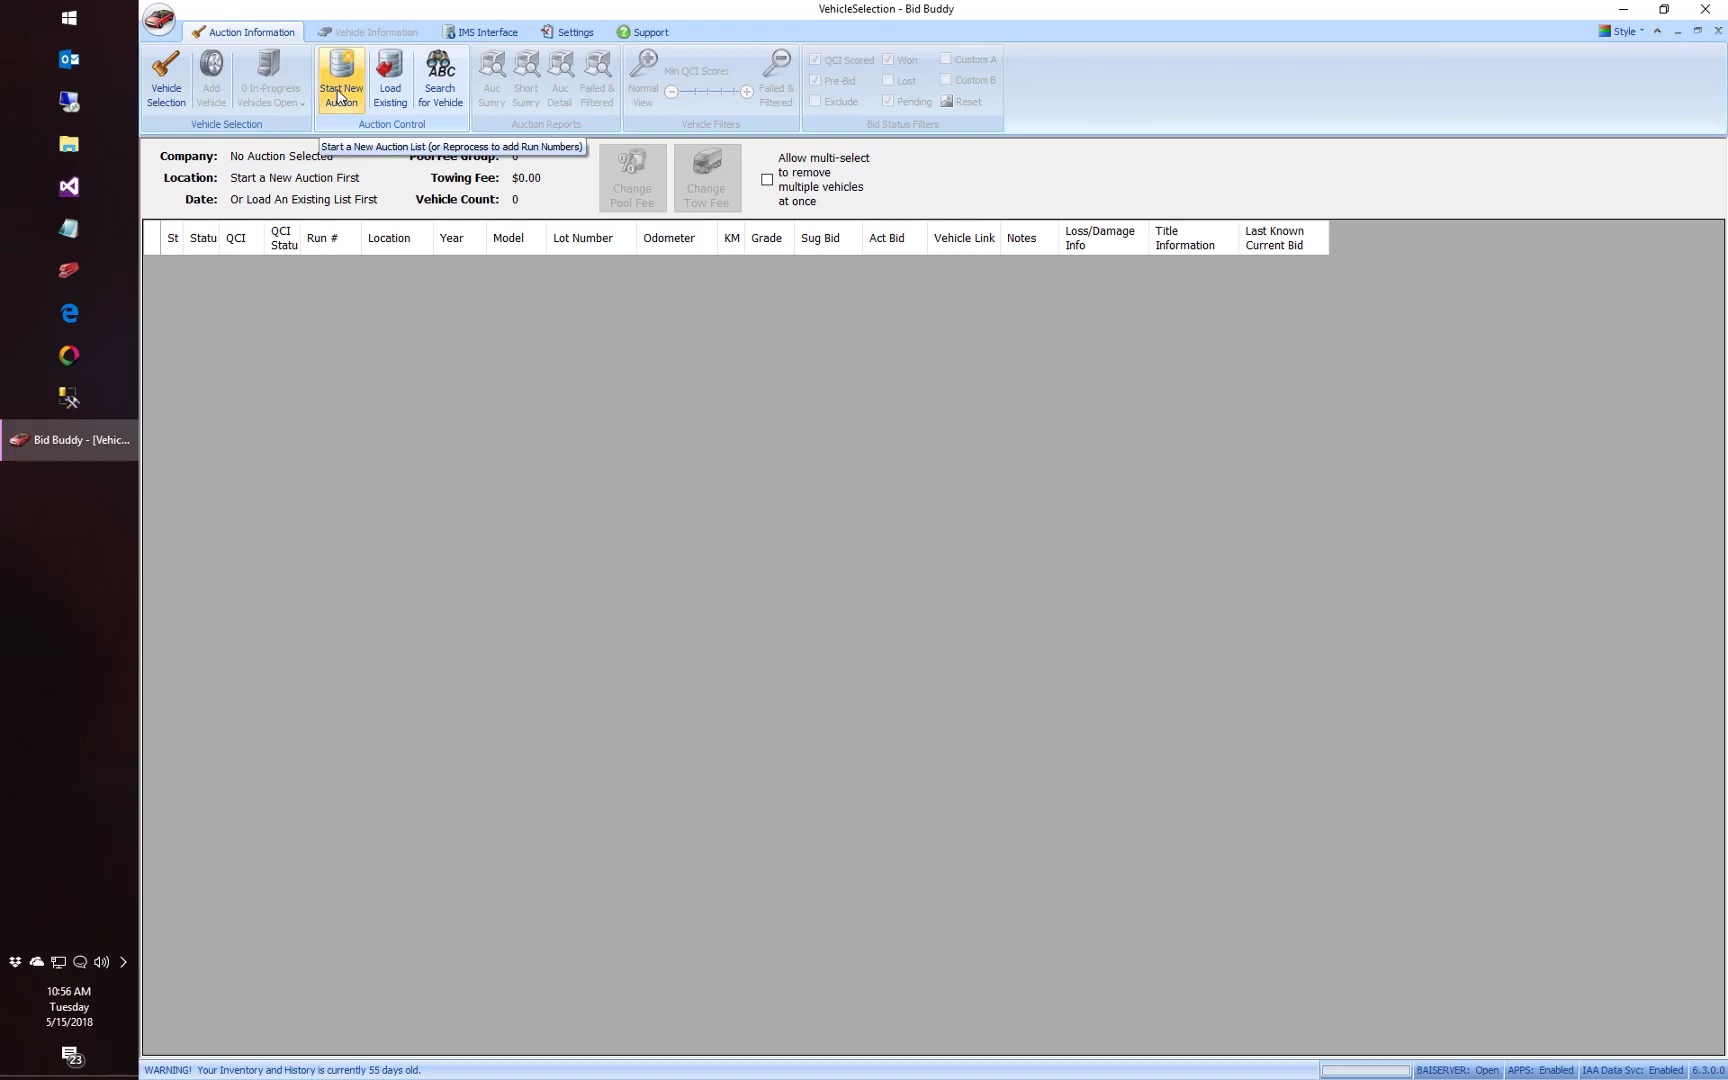 VehicleSelection - Bid Buddy
Auction Information
Vehicle Information
IMS Interface
Settings
Support
Style
Vehicle
Selection
Add
Vehicle
0 In-Progress
Vehicles Open
Start New
Auction
Load
Existing
ABC
Search
for Vehicle
Auc
Sumry
Short
Sumry
Auc
Detail
Failed &
Filtered
Normal
View
Min QCI Score:
Failed &
Filtered
QCI Scored
Won
Custom A
Pre-Bid
Lost
Custom B
Exclude
Pending
Reset
Vehicle Selection
Auction Control
Auction Reports
Vehicle Filters
Bid Status Filters
Start a New Auction List (or Reprocess to add Run Numbers)
Company: No Auction Selected
Location: Start a New Auction First
Date: Or Load An Existing List First
Pool Fee Group: 0
Towing Fee: $0.00
Vehicle Count: 0
Change
Pool Fee
Change
Tow Fee
Allow multi-select
to remove
multiple vehicles
at once
St
Statu
QCI
QCI
Statu
Run #
Location
Year
Model
Lot Number
Odometer
KM
Grade
Sug Bid
Act Bid
Vehicle Link
Notes
Loss/Damage
Info
Title
Information
Last Known
Current Bid
Bid Buddy - [Vehic...
10:56 AM
Tuesday
5/15/2018
23
WARNING! Your Inventory and History is currently 55 days old.
BAISERVER: Open
APPS: Enabled
IAA Data Svc: Enabled
6.3.0.0